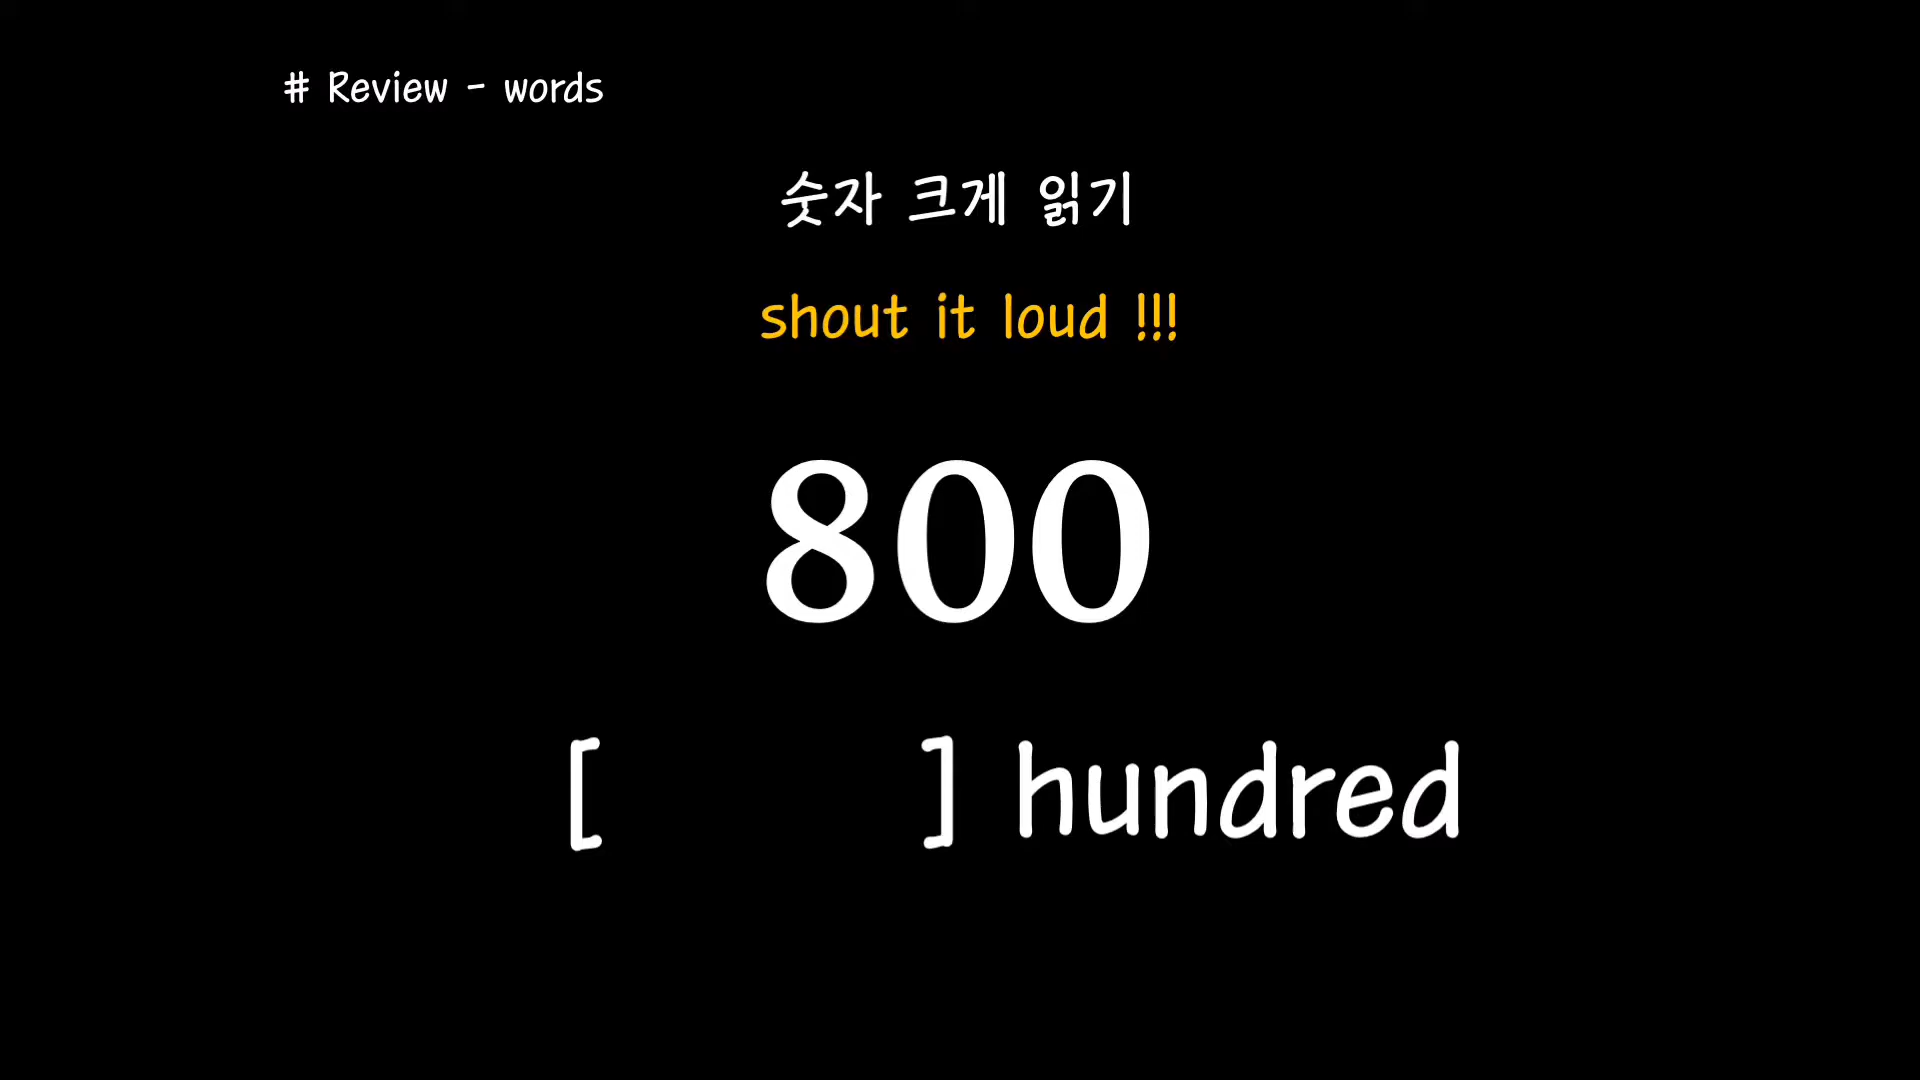 # Review - words
숫자 크게 읽기
shout it loud !!!
800
[ ] hundred